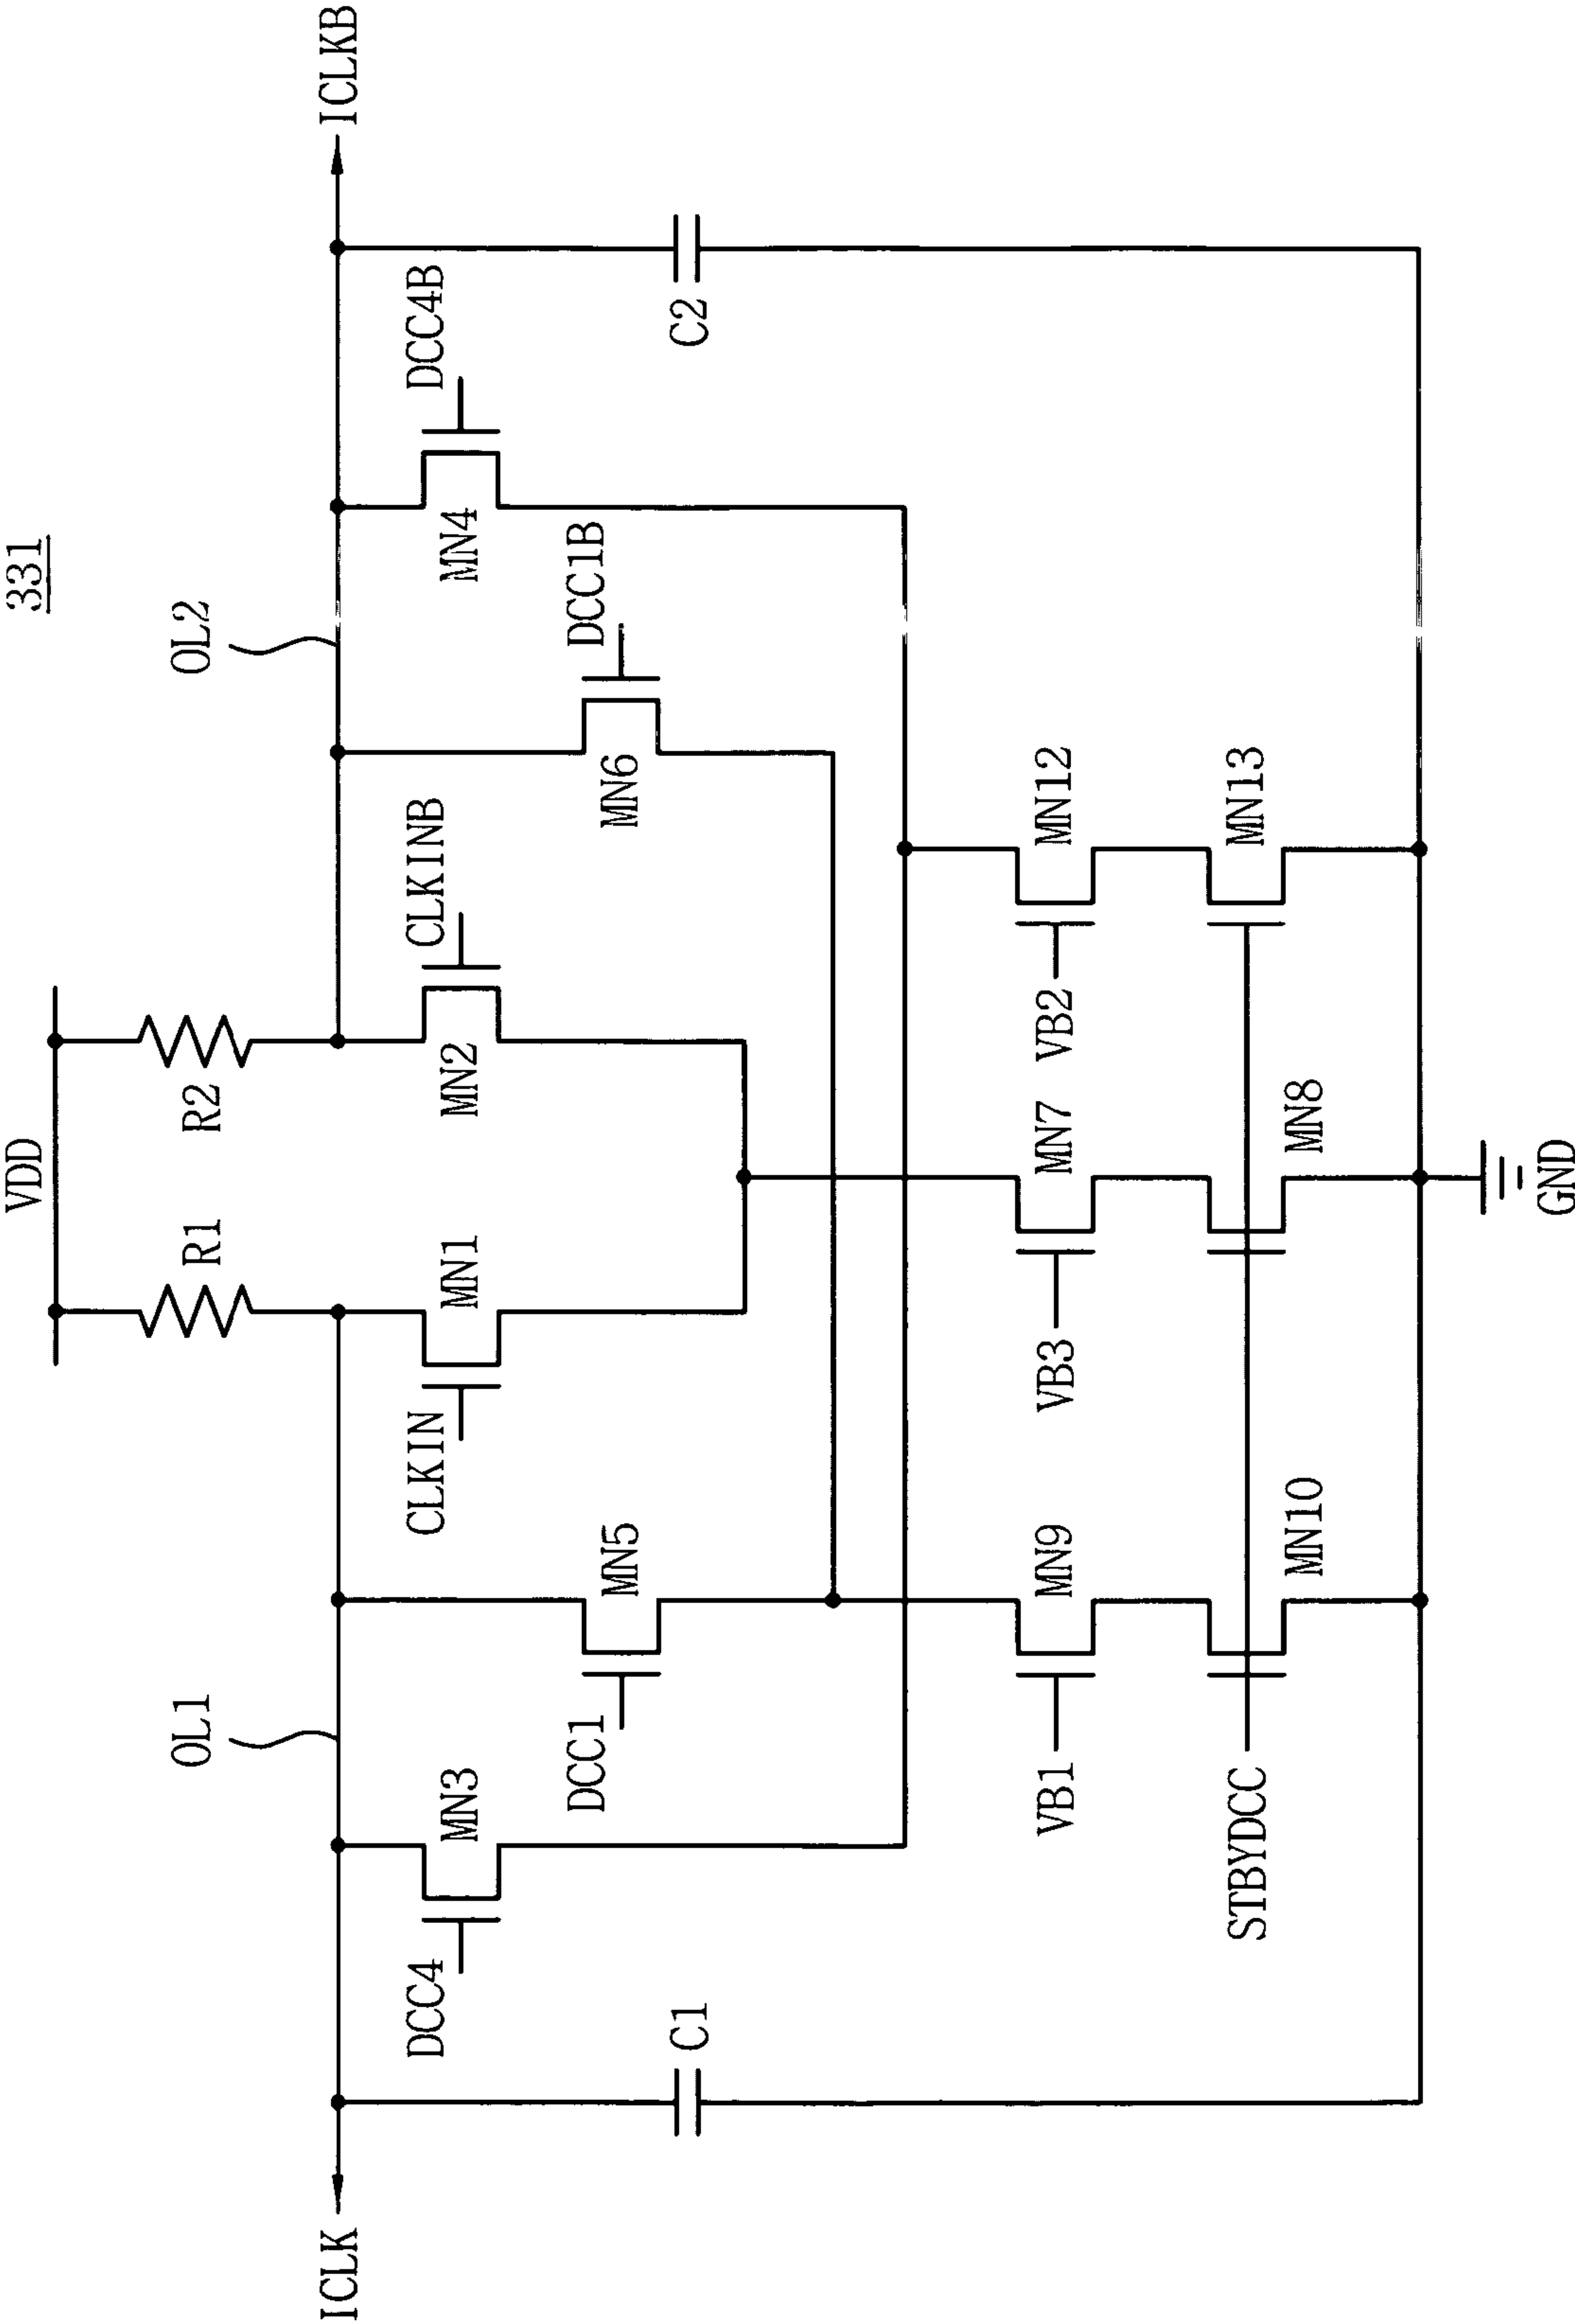 331
VDD
R1
R2
OL1
OL2
ICLK
ICLKB
DCC4
MN3
DCC1
MN5
CLKIN
MN1
MN2
CLKINB
MN6
DCC1B
MN4
DCC4B
C1
C2
VB1
MN9
VB3
MN7
VB2
MN12
STBYDCC
MN10
MN8
MN13
GND